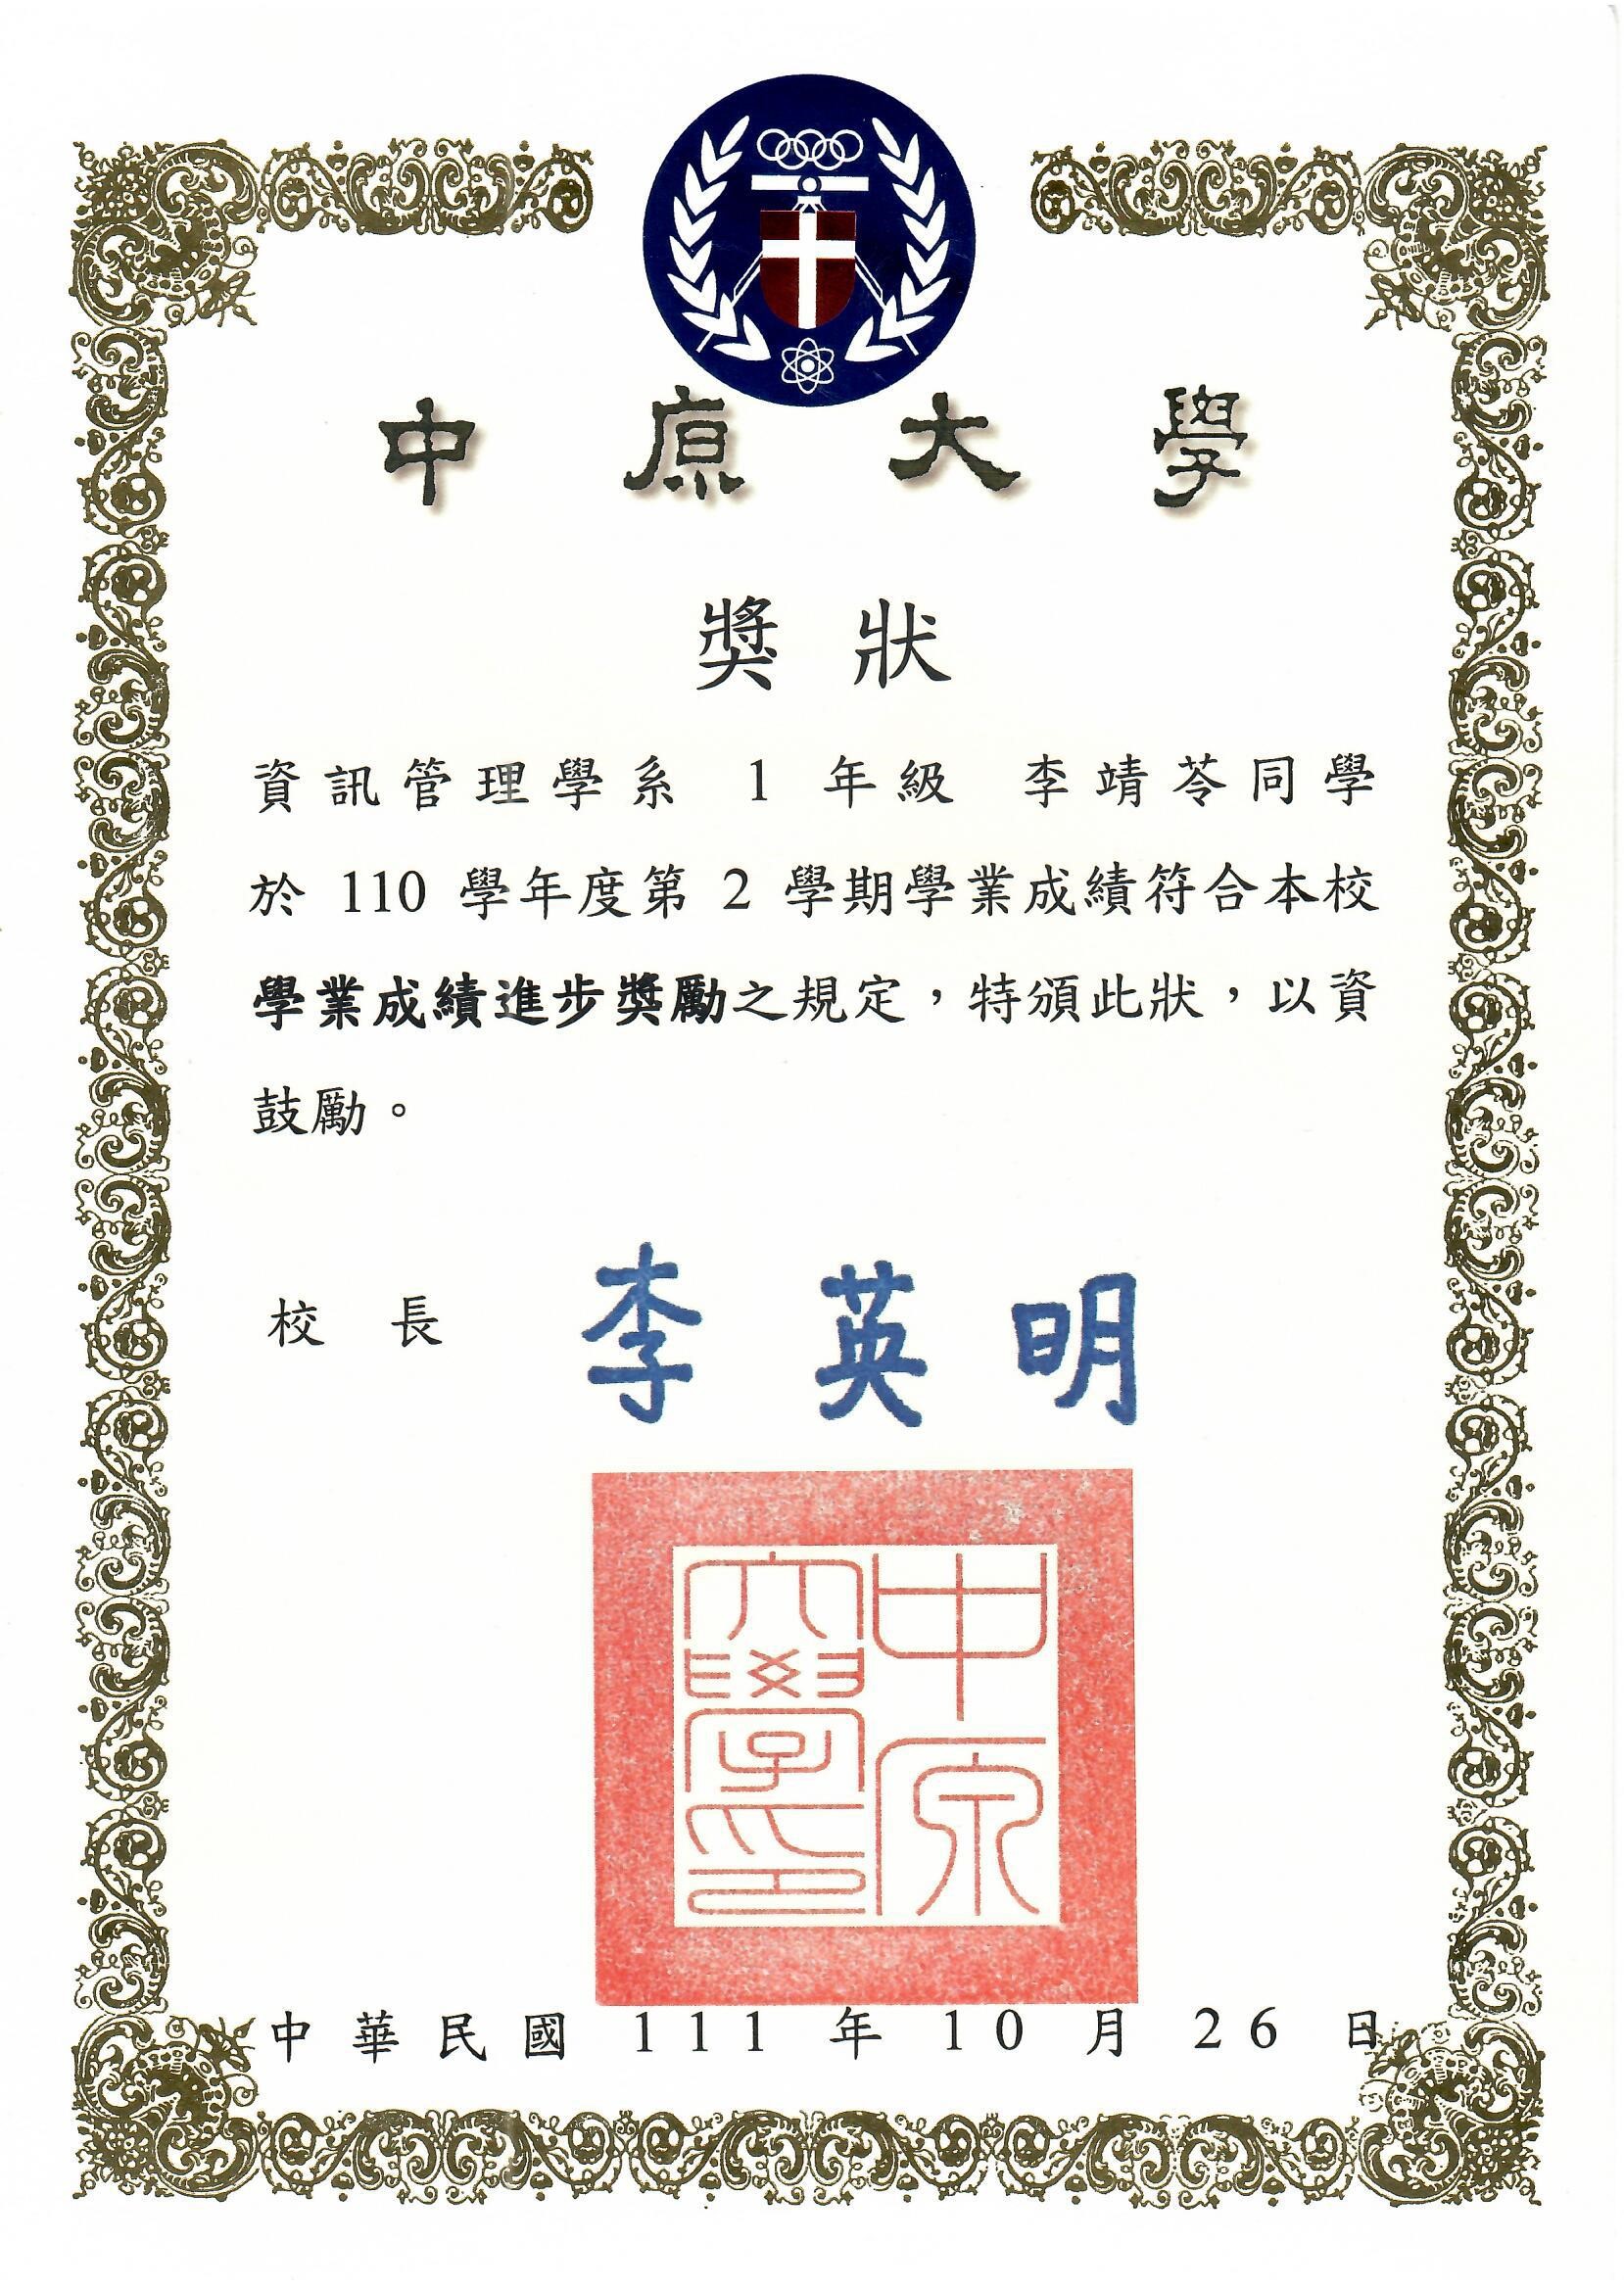 中原大學
獎狀
資訊管理學系 1 年級 李靖苓同學
於 110 學年度第 2 學期學業成績符合本校
學業成績進步獎勵之規定，特頒此狀，以資
鼓勵。
校長 李英明
中原
大學印
中華民國 111 年 10 月 26 日